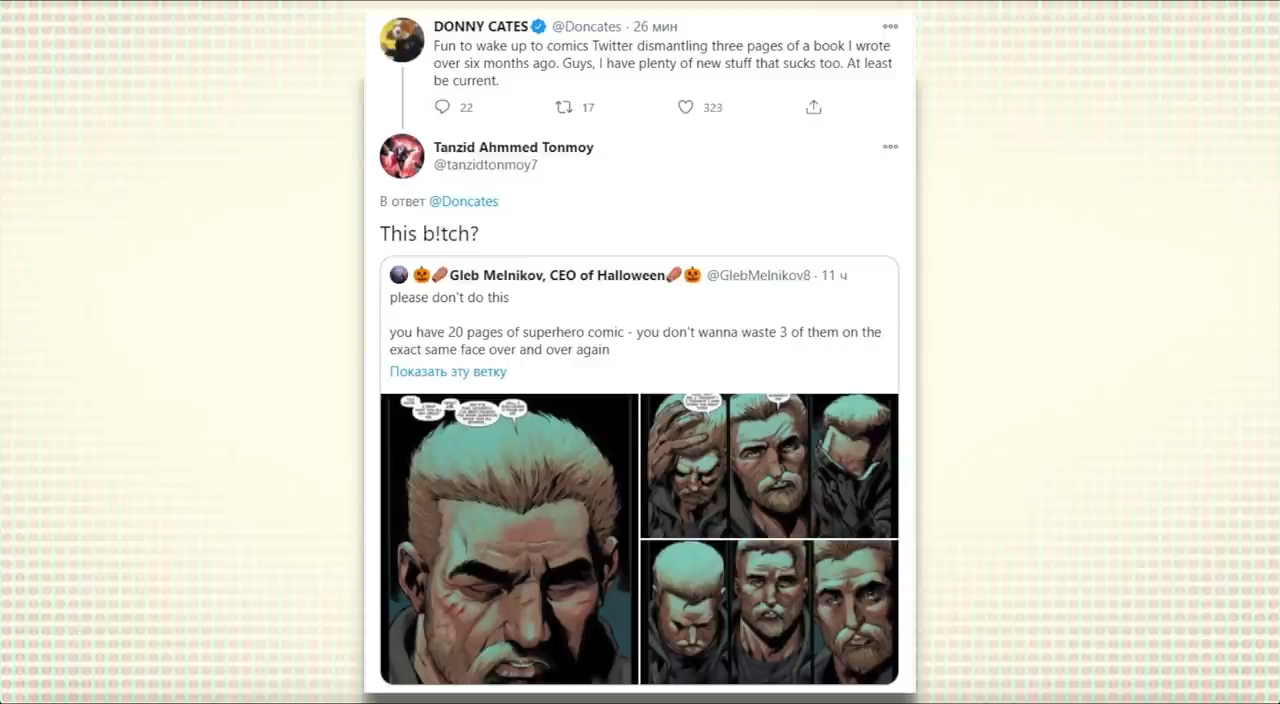 DONNY CATES @Doncates · 26 мин
Fun to wake up to comics Twitter dismantling three pages of a book I wrote
over six months ago. Guys, I have plenty of new stuff that sucks too. At least
be current.
22 17 323
Tanzid Ahmmed Tonmoy
@tanzidtonmoy7
В ответ @Doncates
This b!tch?
🎃🥖Gleb Melnikov, CEO of Halloween🥖🎃 @GlebMelnikov8 · 11 ч
please don't do this
you have 20 pages of superhero comic - you don't wanna waste 3 of them on the
exact same face over and over again
Показать эту ветку